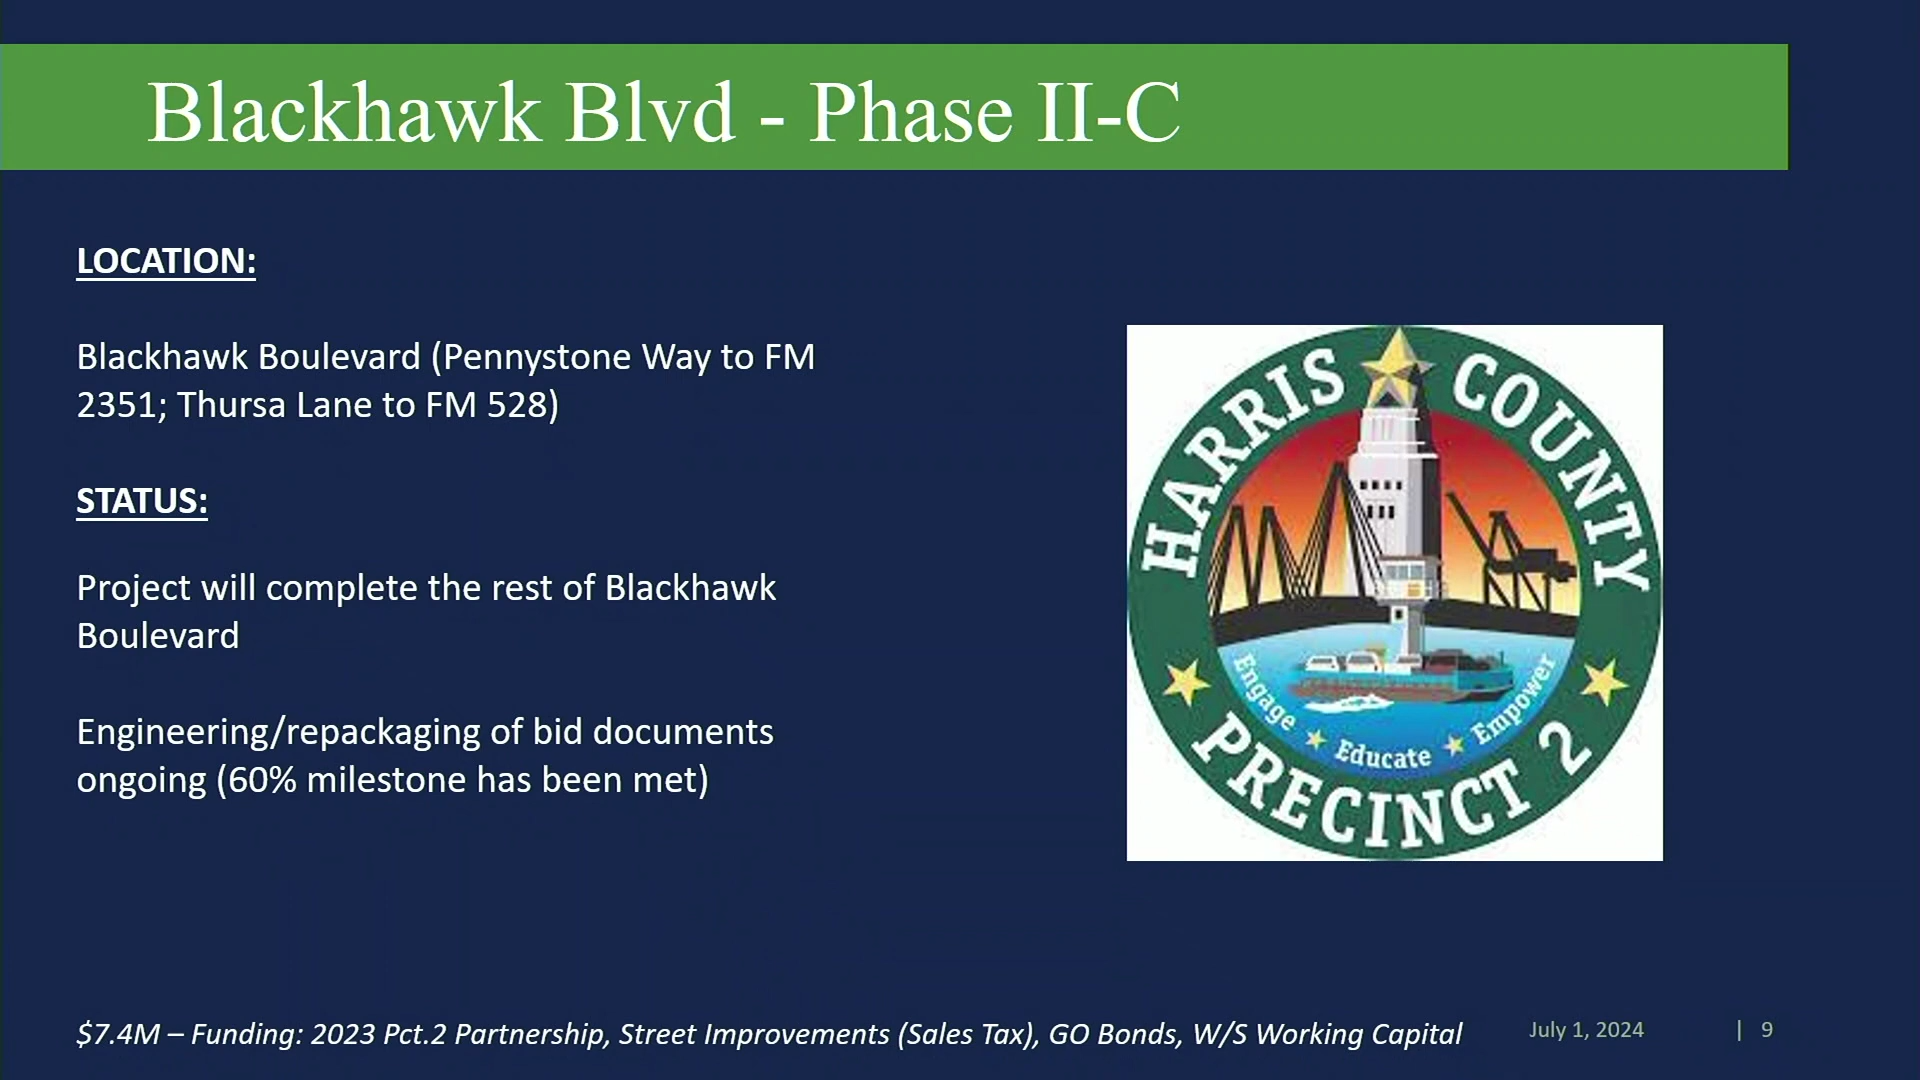 Blackhawk Blvd - Phase II-C
LOCATION:
Blackhawk Boulevard (Pennystone Way to FM
2351; Thursa Lane to FM 528)
STATUS:
Project will complete the rest of Blackhawk
Boulevard
Engineering/repackaging of bid documents
ongoing (60% milestone has been met)
HARRIS COUNTY
Engage Educate Empower
PRECINCT 2
$7.4M – Funding: 2023 Pct.2 Partnership, Street Improvements (Sales Tax), GO Bonds, W/S Working Capital
July 1, 2024 | 9